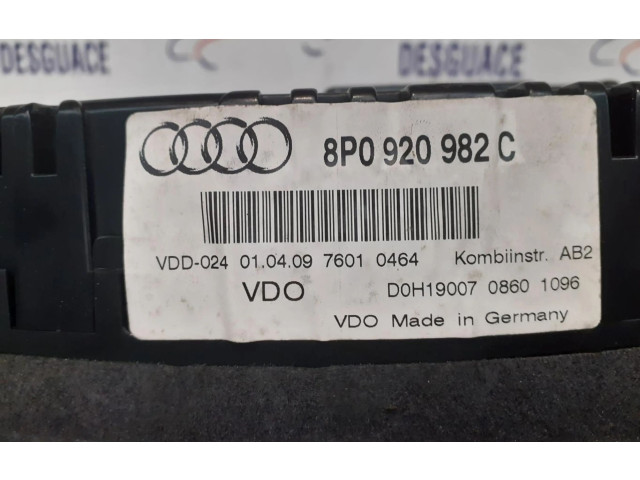 DESGUACE
DESGUACE
8P0 920 982 C
VDD-024 01.04.09 7601 0464 Kombiinstr. AB2
VDO D0H19007 0860 1096
VDO Made in Germany